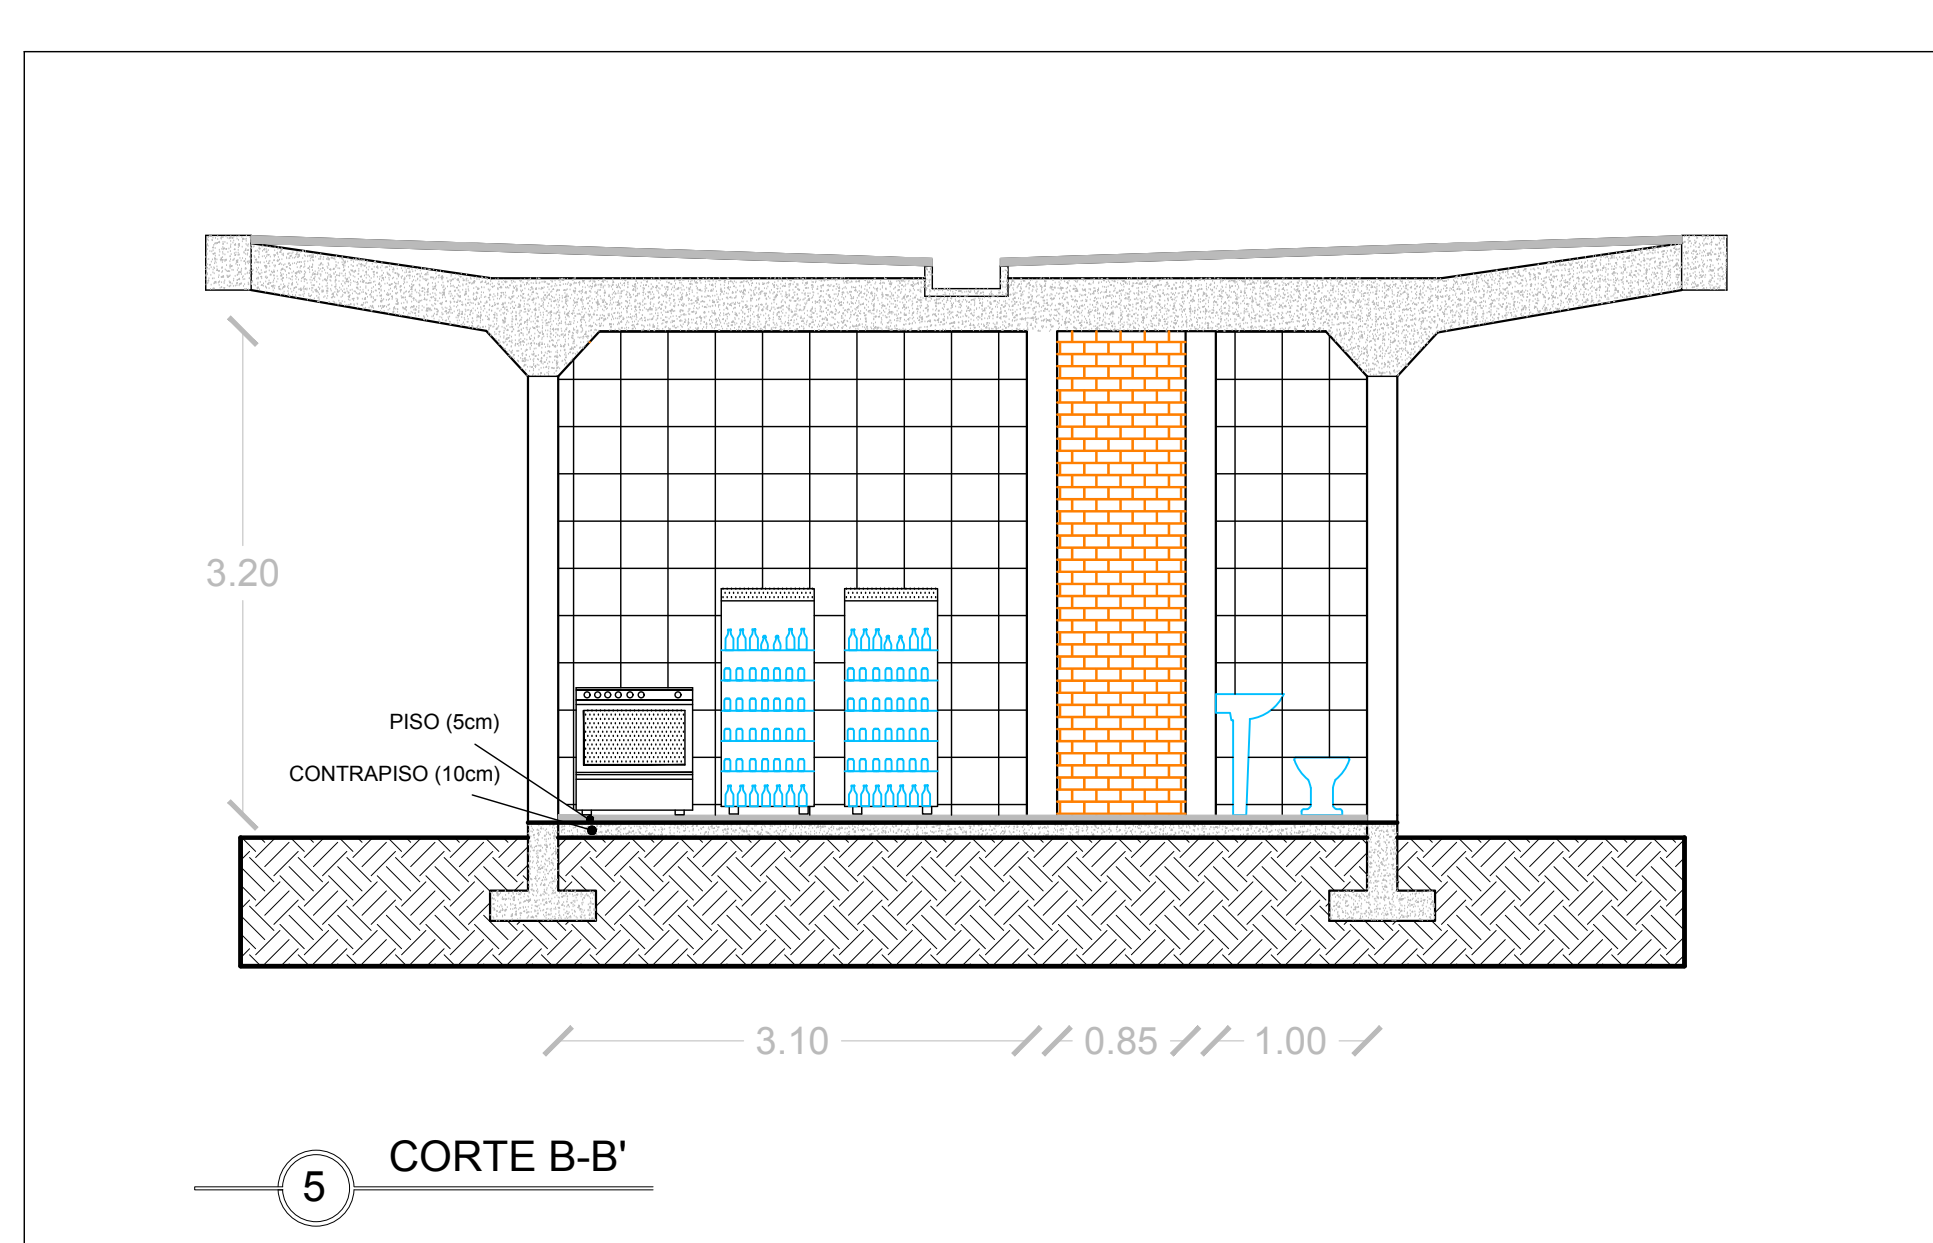 3.20
PISO (5cm)
CONTRAPISO (10cm)
3.10
0.85
1.00
CORTE B-B'
5